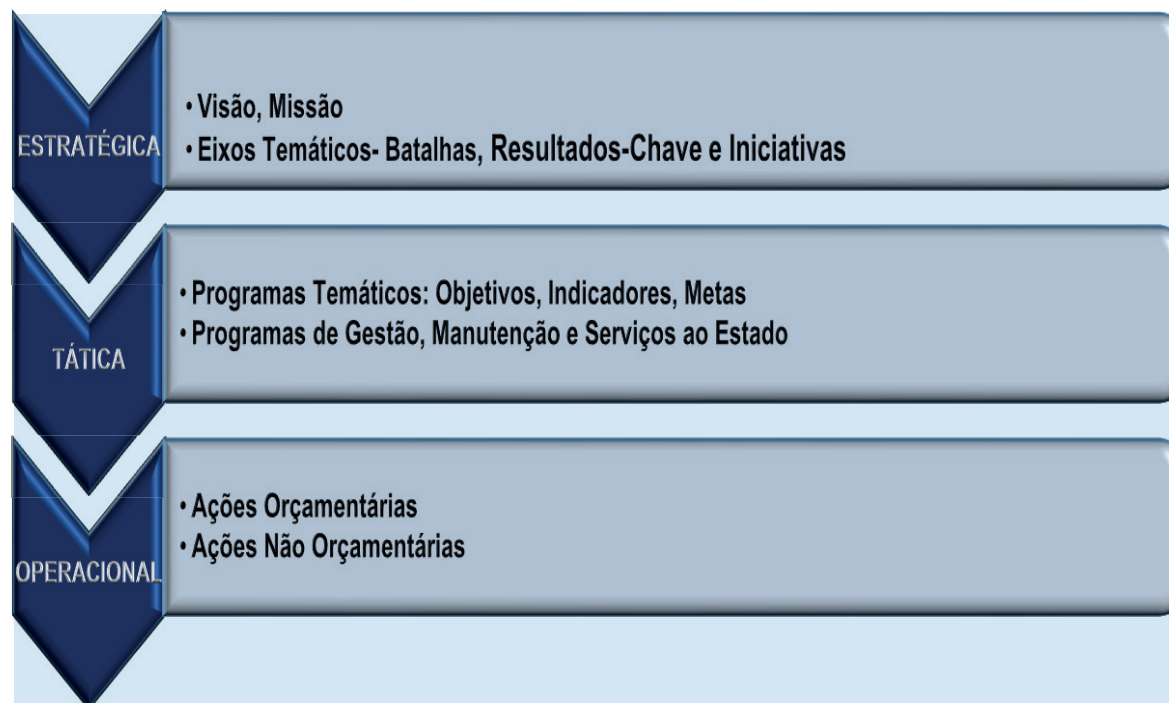 ESTRATÉGICA
• Visão, Missão
• Eixos Temáticos- Batalhas, Resultados-Chave e Iniciativas
TÁTICA
• Programas Temáticos: Objetivos, Indicadores, Metas
• Programas de Gestão, Manutenção e Serviços ao Estado
OPERACIONAL
• Ações Orçamentárias
• Ações Não Orçamentárias